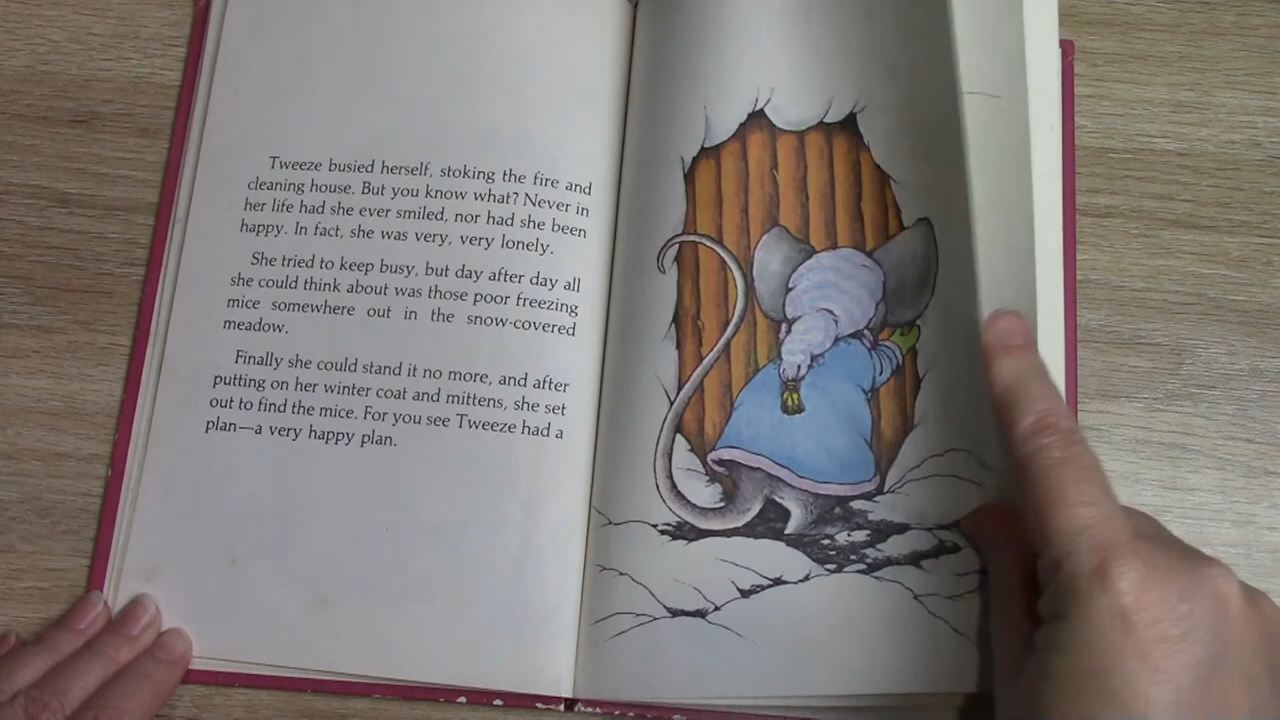 Tweeze busied herself, stoking the fire and
cleaning house. But you know what? Never in
her life had she ever smiled, nor had she been
happy. In fact, she was very, very lonely.
She tried to keep busy, but day after day all
she could think about was those poor freezing
mice somewhere out in the snow-covered
meadow.
Finally she could stand it no more, and after
putting on her winter coat and mittens, she set
out to find the mice. For you see Tweeze had a
plan—a very happy plan.